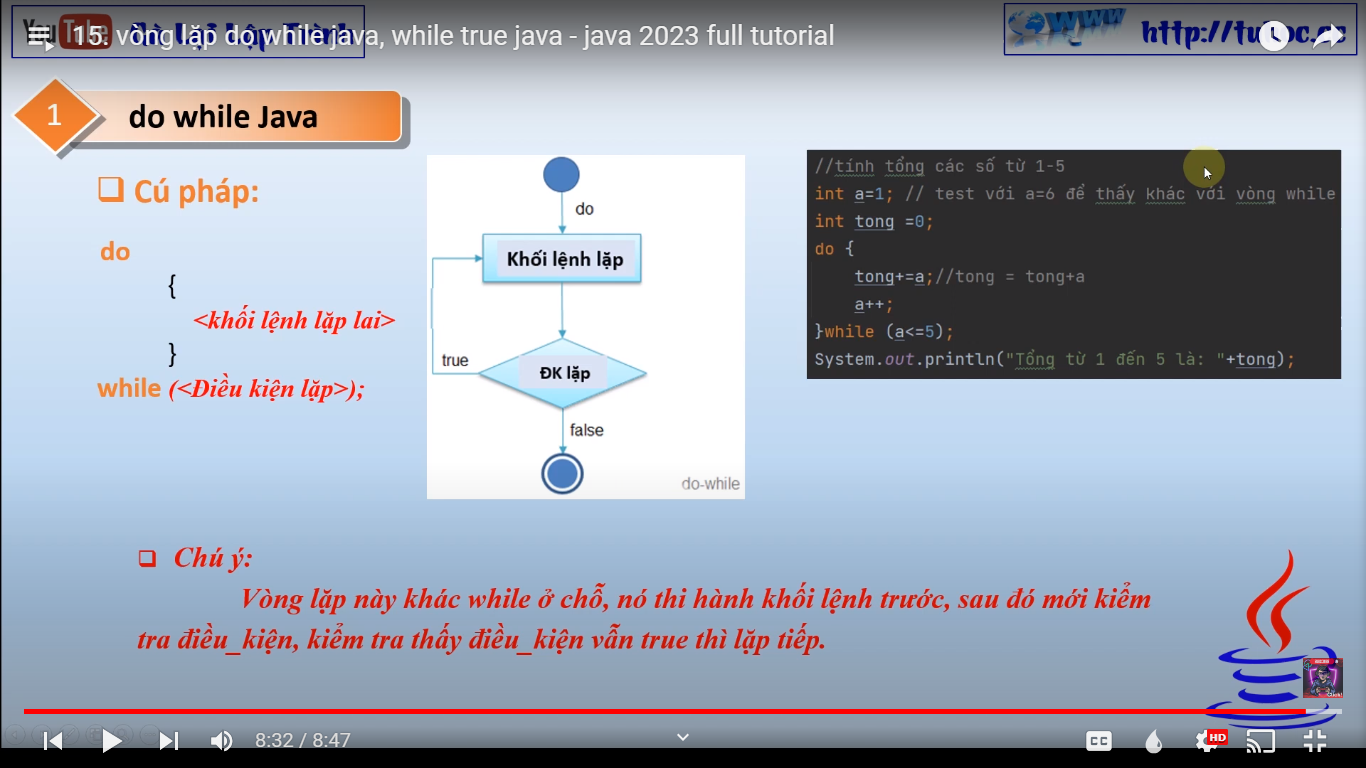 15. vòng lặp do while java, while true java - java 2023 full tutorial
http://tu
1
do while Java
Cú pháp:
do
{
<khối lệnh lặp lai>
}
while (<Điều kiện lặp>);
do
Khối lệnh lặp
ĐK lặp
true
false
do-while
//tính tổng các số từ 1-5
int a=1; // test với a=6 để thấy khác với vòng while
int tong =0;
do {
tong+=a;//tong = tong+a
a++;
}while (a<=5);
System.out.println("Tổng từ 1 đến 5 là: "+tong);
Chú ý:
Vòng lặp này khác while ở chỗ, nó thi hành khối lệnh trước, sau đó mới kiểm
tra điều_kiện, kiểm tra thấy điều_kiện vẫn true thì lặp tiếp.
8:32 / 8:47
CC
HD